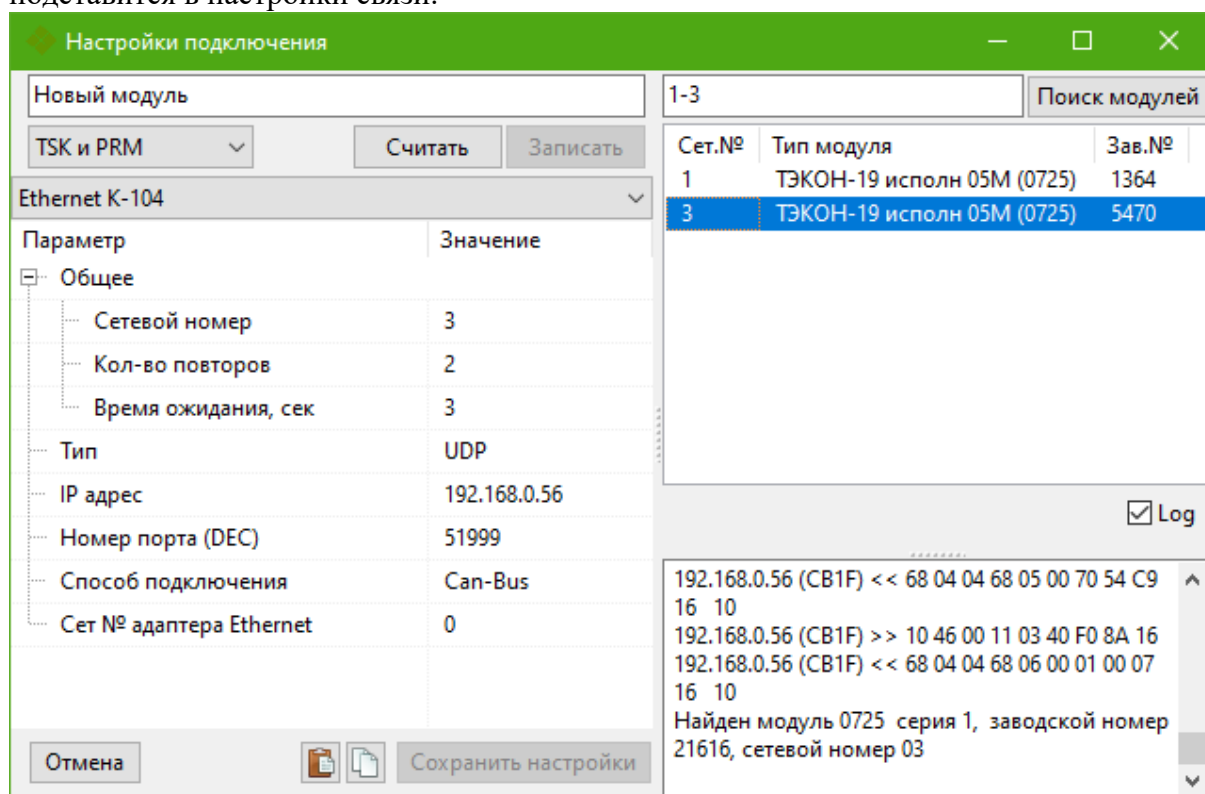 подставится в настройки связи.
Настройки подключения
Новый модуль
TSK и PRM
Считать
Записать
Ethernet K-104
Параметр Значение
Общее
Сетевой номер 3
Кол-во повторов 2
Время ожидания, сек 3
Тип UDP
IP адрес 192.168.0.56
Номер порта (DEC) 51999
Способ подключения Can-Bus
Сет № адаптера Ethernet 0
Отмена
Сохранить настройки
1-3
Поиск модулей
Сет.№ Тип модуля Зав.№
1 ТЭКОН-19 исполн 05М (0725) 1364
3 ТЭКОН-19 исполн 05М (0725) 5470
Log
192.168.0.56 (CB1F) << 68 04 04 68 05 00 70 54 C9
16 10
192.168.0.56 (CB1F) >> 10 46 00 11 03 40 F0 8A 16
192.168.0.56 (CB1F) << 68 04 04 68 06 00 01 00 07
16 10
Найден модуль 0725 серия 1, заводской номер
21616, сетевой номер 03